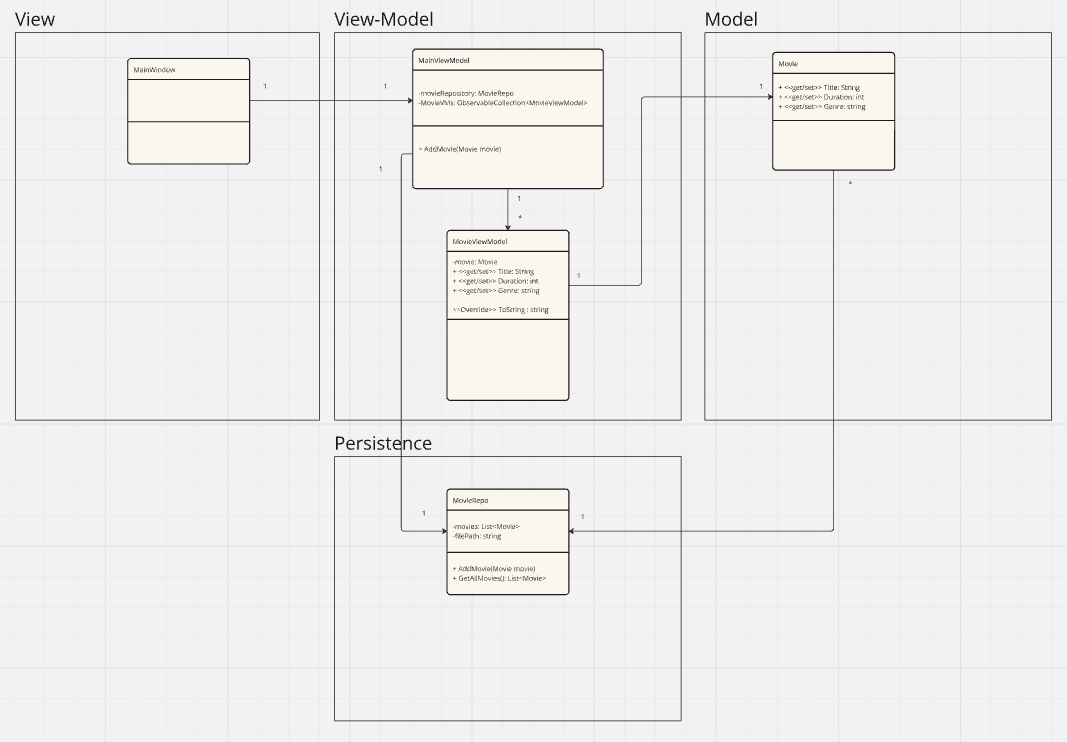 View
View-Model
Model
MainWindow
1
1
MainViewModel
-movieRepository: MovieRepo
-MovieVMs: ObservableCollection<MovieViewModel>
+ AddMovie(Movie movie)
1
1
*
MovieViewModel
-movie: Movie
+ <<get/set>> Title: String
+ <<get/set>> Duration: int
+ <<get/set>> Genre: string
<<Override>> ToString : string
1
1
Movie
+ <<get/set>> Title: String
+ <<get/set>> Duration: int
+ <<get/set>> Genre: string
*
Persistence
1
MovieRepo
-movies: List<Movie>
-filePath: string
+ AddMovie(Movie movie)
+ GetAllMovies(): List<Movie>
1